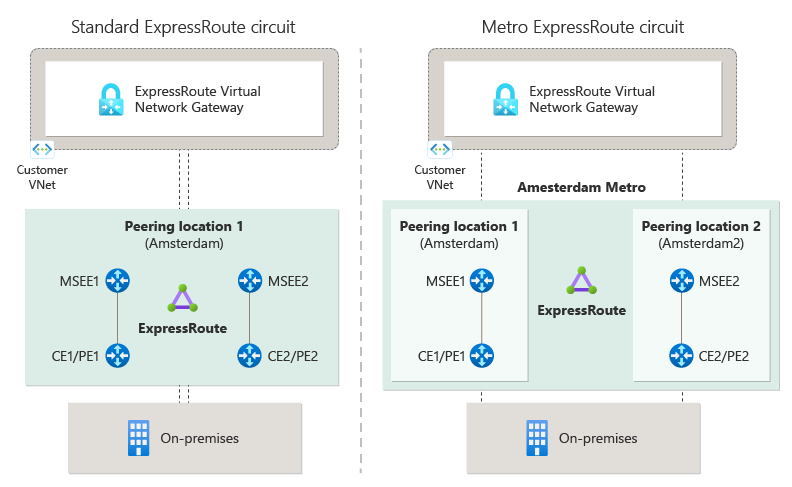 Standard ExpressRoute circuit
ExpressRoute Virtual
Network Gateway
Customer
VNet
Peering location 1
(Amsterdam)
MSEE1
MSEE2
ExpressRoute
CE1/PE1
CE2/PE2
On-premises
Metro ExpressRoute circuit
ExpressRoute Virtual
Network Gateway
Customer
VNet
Amesterdam Metro
Peering location 1
(Amsterdam)
Peering location 2
(Amsterdam2)
MSEE1
MSEE2
ExpressRoute
CE1/PE1
CE2/PE2
On-premises